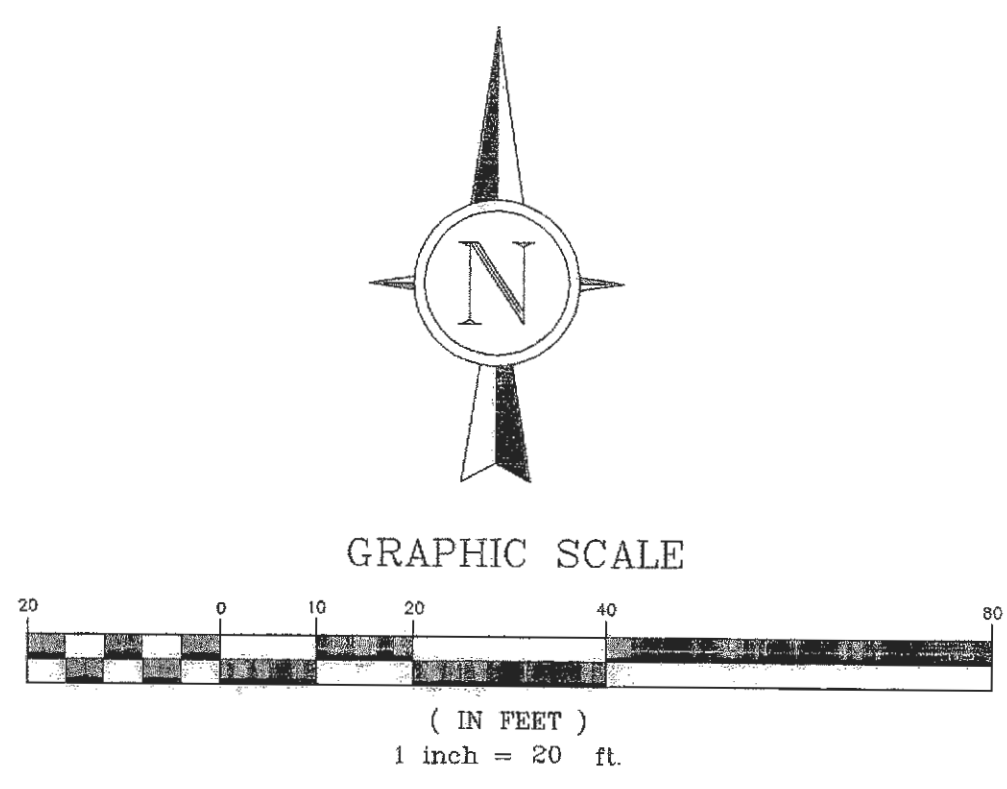 N
GRAPHIC SCALE
20 0 10 20 40 80
( IN FEET )
1 inch = 20 ft.